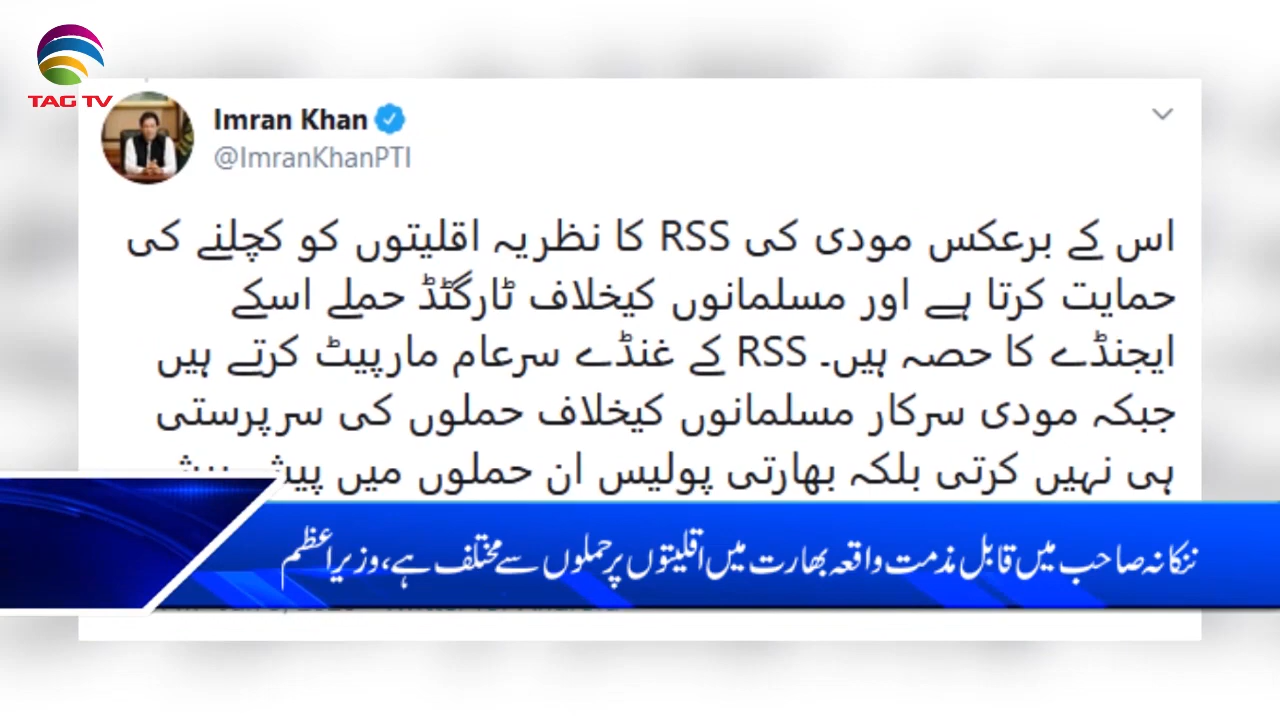 TAG TV
Imran Khan
@ImranKhanPTI
اس کے برعکس مودی کی RSS کا نظریہ اقلیتوں کو کچلنے کی
حمایت کرتا ہے اور مسلمانوں کیخلاف ٹارگٹڈ حملے اسکے
ایجنڈے کا حصہ ہیں۔ RSS کے غنڈے سرعام مارپیٹ کرتے ہیں
جبکہ مودی سرکار مسلمانوں کیخلاف حملوں کی سرپرستی
ہی نہیں کرتی بلکہ بھارتی پولیس ان حملوں میں پیش پیش
ننکانہ صاحب میں قابل مذمت واقعہ بھارت میں اقلیتوں پر حملوں سے مختلف ہے، وزیراعظم